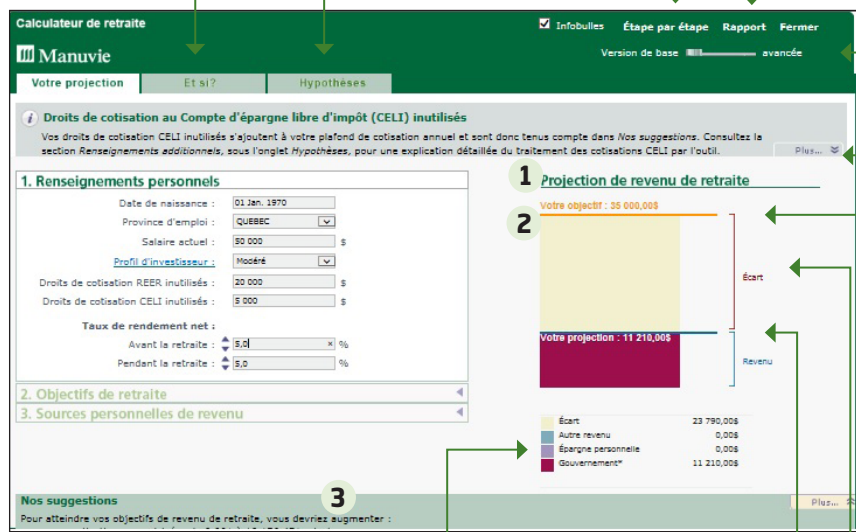 Calculateur de retraite
Infobulles Étape par étape Rapport Fermer
Manuvie
Version de base avancée
Votre projection Et si? Hypothèses
i Droits de cotisation au Compte d'épargne libre d'impôt (CELI) inutilisés
Vos droits de cotisation CELI inutilisés s'ajoutent à votre plafond de cotisation annuel et sont donc tenus compte dans Nos suggestions. Consultez la
section Renseignements additionnels, sous l'onglet Hypothèses, pour une explication détaillée du traitement des cotisations CELI par l'outil.
Plus...
1. Renseignements personnels
Date de naissance : 01 Jan. 1970
Province d'emploi : QUEBEC
Salaire actuel : 50 000 $
Profil d'investisseur : Modéré
Droits de cotisation REER inutilisés : 20 000 $
Droits de cotisation CELI inutilisés : 5 000 $
Taux de rendement net :
Avant la retraite : 5,0 × %
Pendant la retraite : 5,0 %
2. Objectifs de retraite
3. Sources personnelles de revenu
1 Projection de revenu de retraite
Votre objectif : 35 000,00$
2
Écart
Votre projection : 11 210,00$
Revenu
Écart 23 790,00$
Autre revenu 0,00$
Épargne personnelle 0,00$
Gouvernement* 11 210,00$
Nos suggestions
3
Plus...
Pour atteindre vos objectifs de revenu de retraite, vous devriez augmenter :